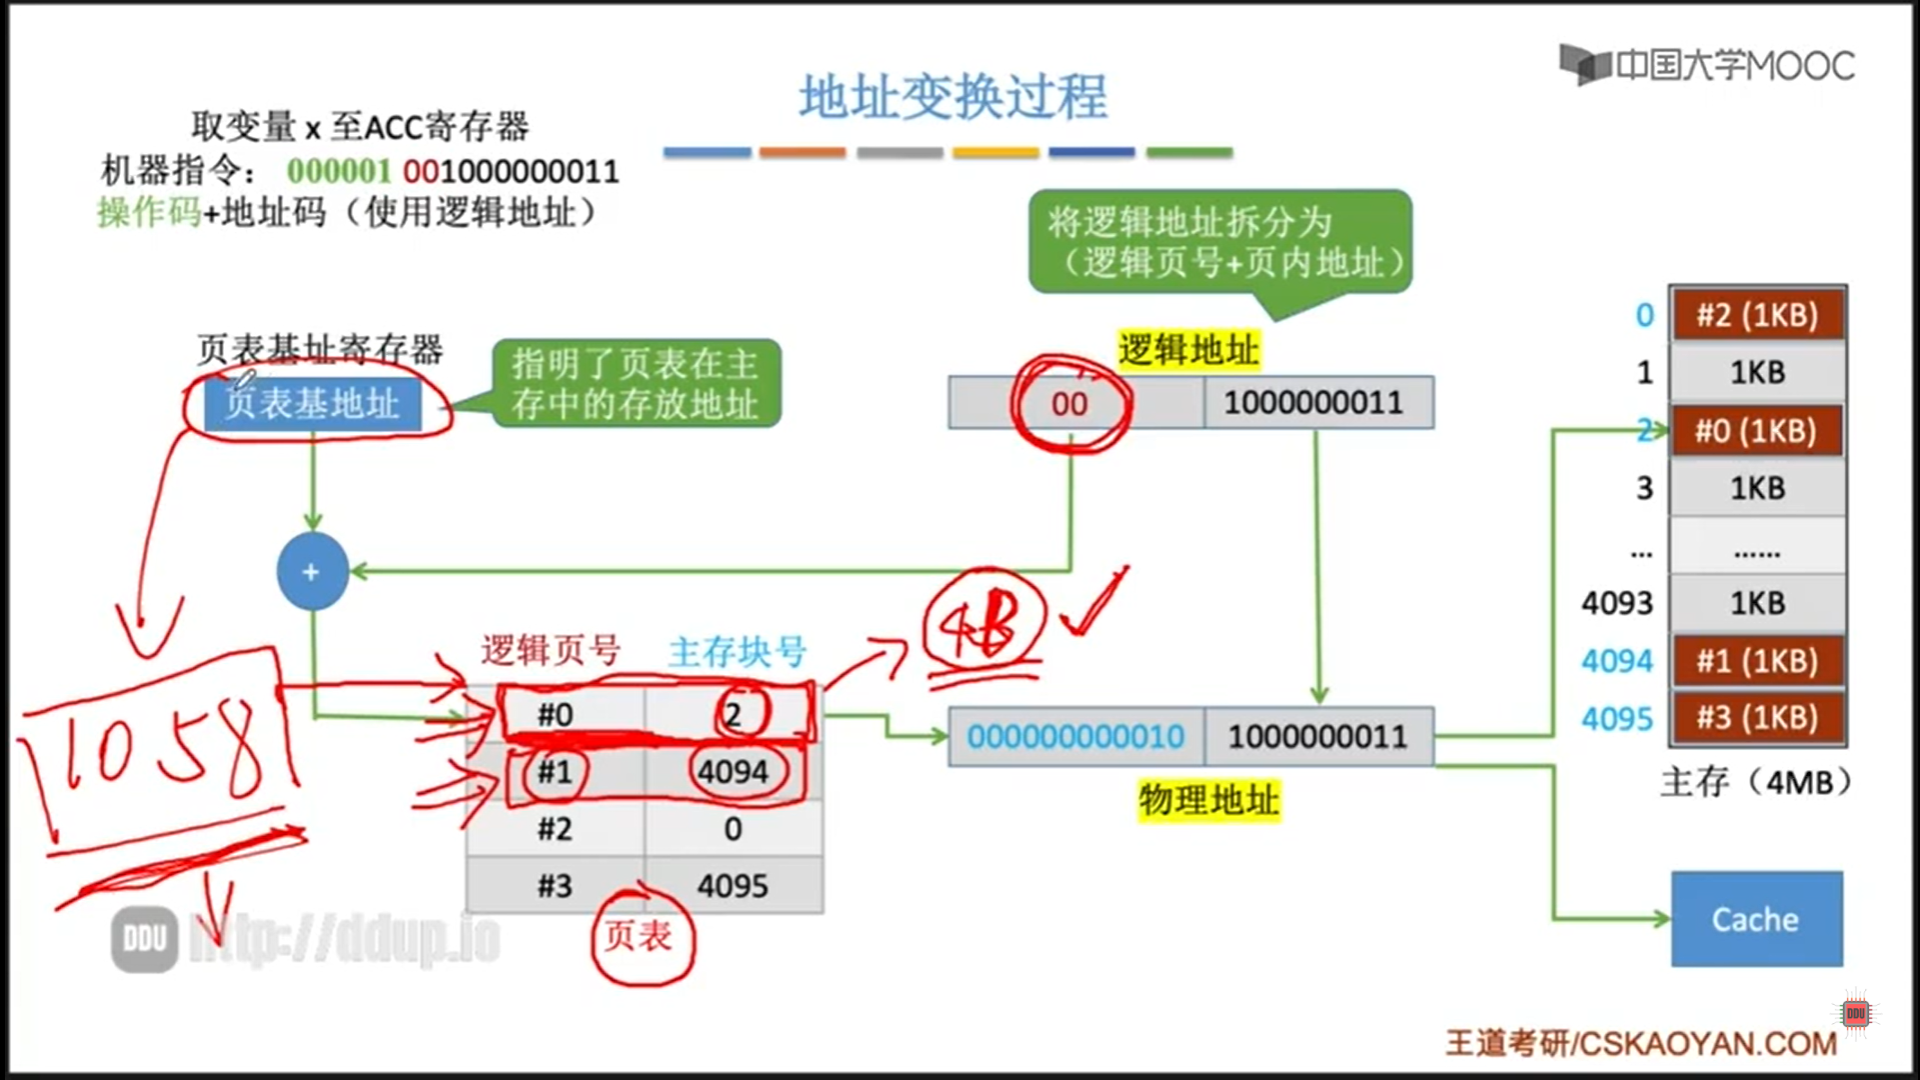 中国大学MOOC
地址变换过程
取变量 x 至ACC寄存器
机器指令： 000001 001000000011
操作码+地址码（使用逻辑地址）
将逻辑地址拆分为
（逻辑页号+页内地址）
页表基址寄存器
页表基地址
指明了页表在主
存中的存放地址
逻辑地址
00 1000000011
+
4B
1058
逻辑页号 主存块号
#0 2
#1 4094
#2 0
#3 4095
页表
000000000010 1000000011
物理地址
0 #2 (1KB)
1 1KB
2 #0 (1KB)
3 1KB
... ......
4093 1KB
4094 #1 (1KB)
4095 #3 (1KB)
主存（4MB）
Cache
DDU http://ddup.io
DDU
王道考研/CSKAOYAN.COM